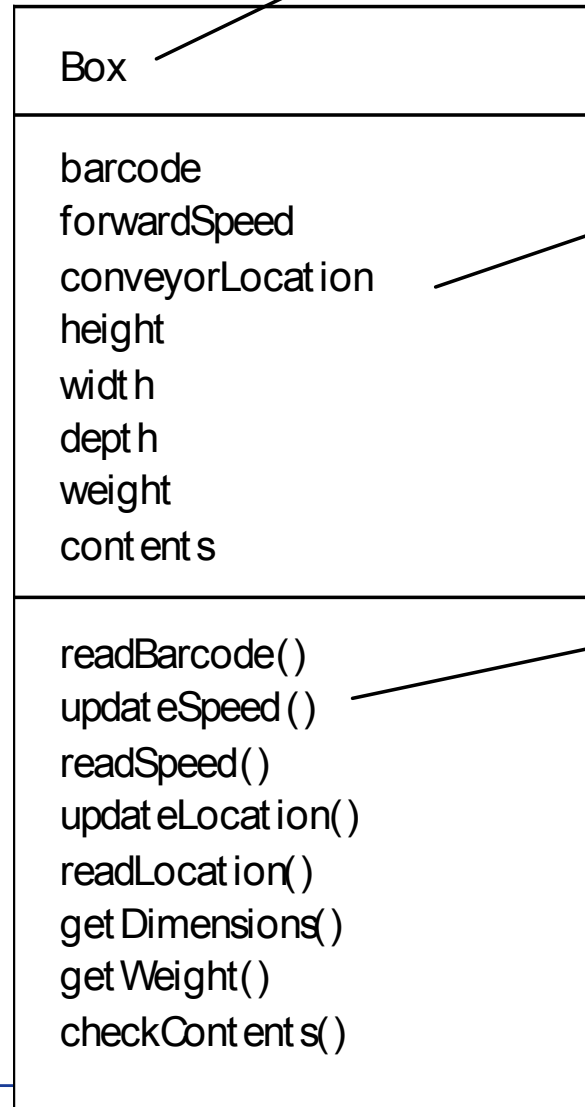 Box
barcode
forwardSpeed
conveyorLocation
height
width
depth
weight
contents
readBarcode()
updateSpeed()
readSpeed()
updateLocation()
readLocation()
getDimensions()
getWeight()
checkContents()